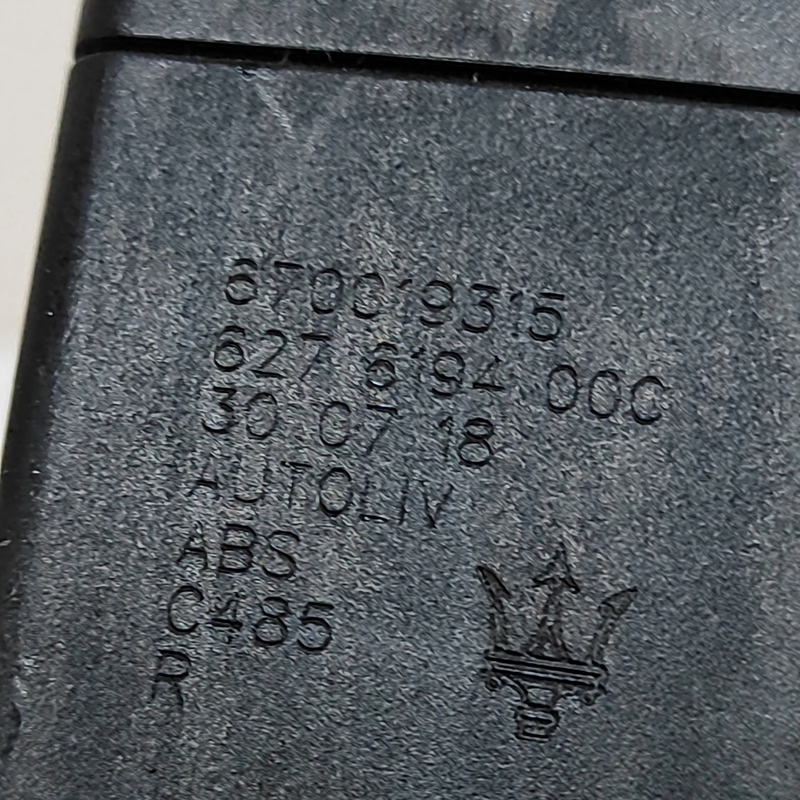 670019315
627 6194 00C
30 07 18
AUTOLIV
ABS
C485
R